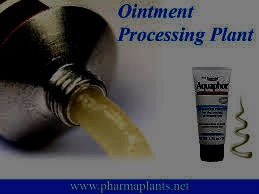 Ointment
Processing Plant
Aquaphor
www.pharmaplants.net